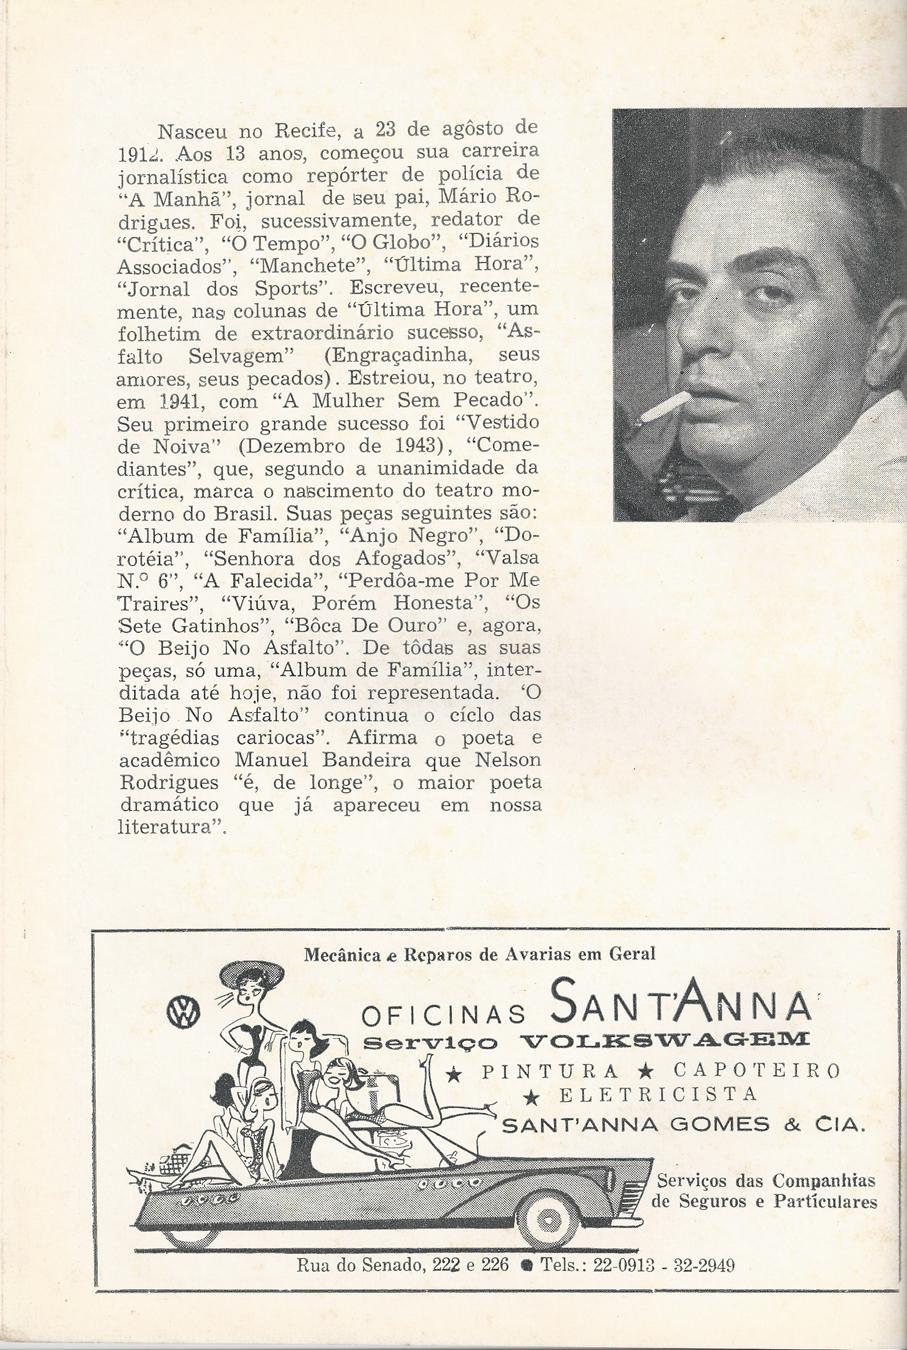 Nasceu no Recife, a 23 de agôsto de
1912. Aos 13 anos, começou sua carreira
jornalística como repórter de polícia de
“A Manhã”, jornal de seu pai, Mário Ro-
drigues. Foi, sucessivamente, redator de
“Crítica”, “O Tempo”, “O Globo”, “Diários
Associados”, “Manchete”, “Última Hora”,
“Jornal dos Sports”. Escreveu, recente-
mente, nas colunas de “Última Hora”, um
folhetim de extraordinário sucesso, “As-
falto Selvagem” (Engraçadinha, seus
amores, seus pecados). Estreiou, no teatro,
em 1941, com “A Mulher Sem Pecado”.
Seu primeiro grande sucesso foi “Vestido
de Noiva” (Dezembro de 1943), “Come-
diantes”, que, segundo a unanimidade da
crítica, marca o nascimento do teatro mo-
derno do Brasil. Suas peças seguintes são:
“Album de Família”, “Anjo Negro”, “Do-
rotéia”, “Senhora dos Afogados”, “Valsa
N.º 6”, “A Falecida”, “Perdôa-me Por Me
Traires”, “Viúva, Porém Honesta”, “Os
Sete Gatinhos”, “Bôca De Ouro” e, agora,
“O Beijo No Asfalto”. De tôdas as suas
peças, só uma, “Album de Família”, inter-
ditada até hoje, não foi representada. ‘O
Beijo No Asfalto” continua o cíclo das
“tragédias cariocas”. Afirma o poeta e
acadêmico Manuel Bandeira que Nelson
Rodrigues “é, de longe”, o maior poeta
dramático que já apareceu em nossa
literatura”.
Mecânica e Reparos de Avarias em Geral
VW
OFICINAS SANT'ANNA
Serviço VOLKSWAGEM
★ PINTURA ★ CAPOTEIRO
★ ELETRICISTA
SANT'ANNA GOMES & CIA.
Serviços das Companhias
de Seguros e Partículares
Rua do Senado, 222 e 226 ● Tels.: 22-0913 - 32-2949